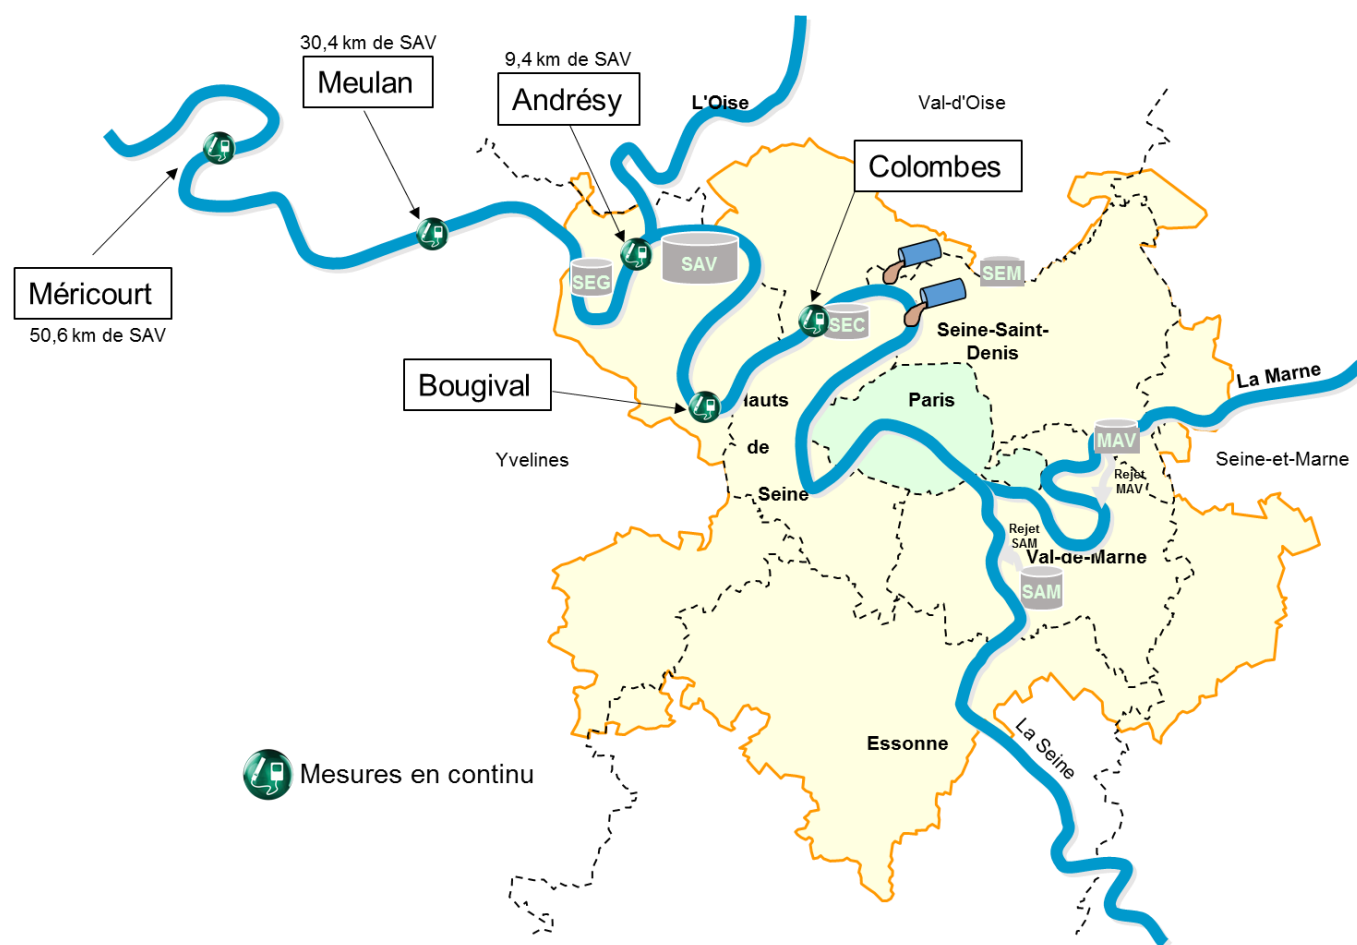 30,4 km de SAV
Meulan
9,4 km de SAV
Andrésy
L'Oise
Val-d'Oise
Colombes
Méricourt
50,6 km de SAV
SAV
SEG
SEM
SEC
Seine-Saint-
Denis
La Marne
Bougival
Hauts
de
Seine
Paris
MAV
Rejet
MAV
Yvelines
Seine-et-Marne
Rejet
SAM
Val-de-Marne
SAM
Essonne
La Seine
Mesures en continu